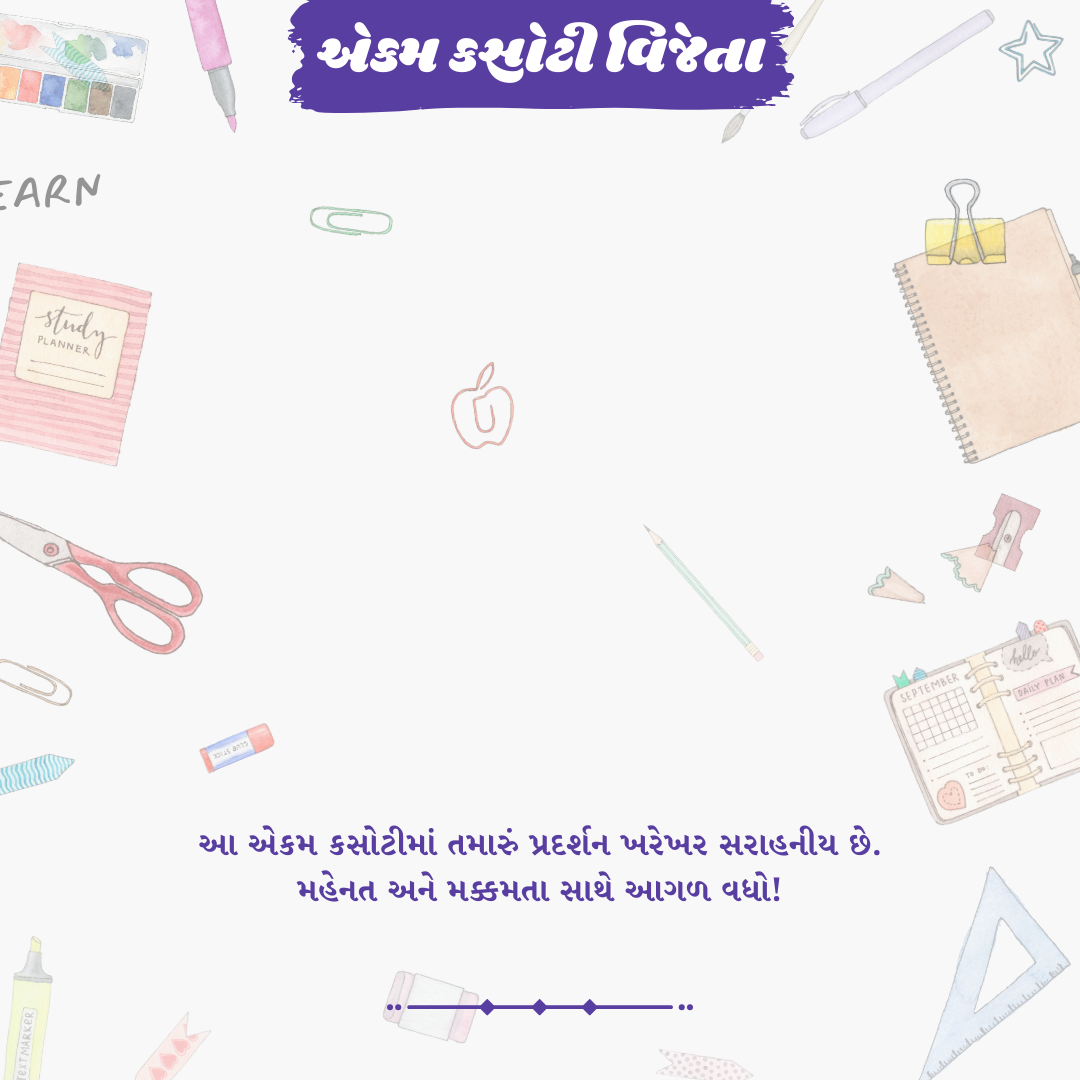 એકમ કસોટી વિજેતા
EARN
study
PLANNER
hello
SEPTEMBER
DAILY PLAN
TO DO:
GLUE STICK
આ એકમ કસોટીમાં તમારું પ્રદર્શન ખરેખર સરાહનીય છે.
મહેનત અને મક્કમતા સાથે આગળ વધો!
TEXT MARKER